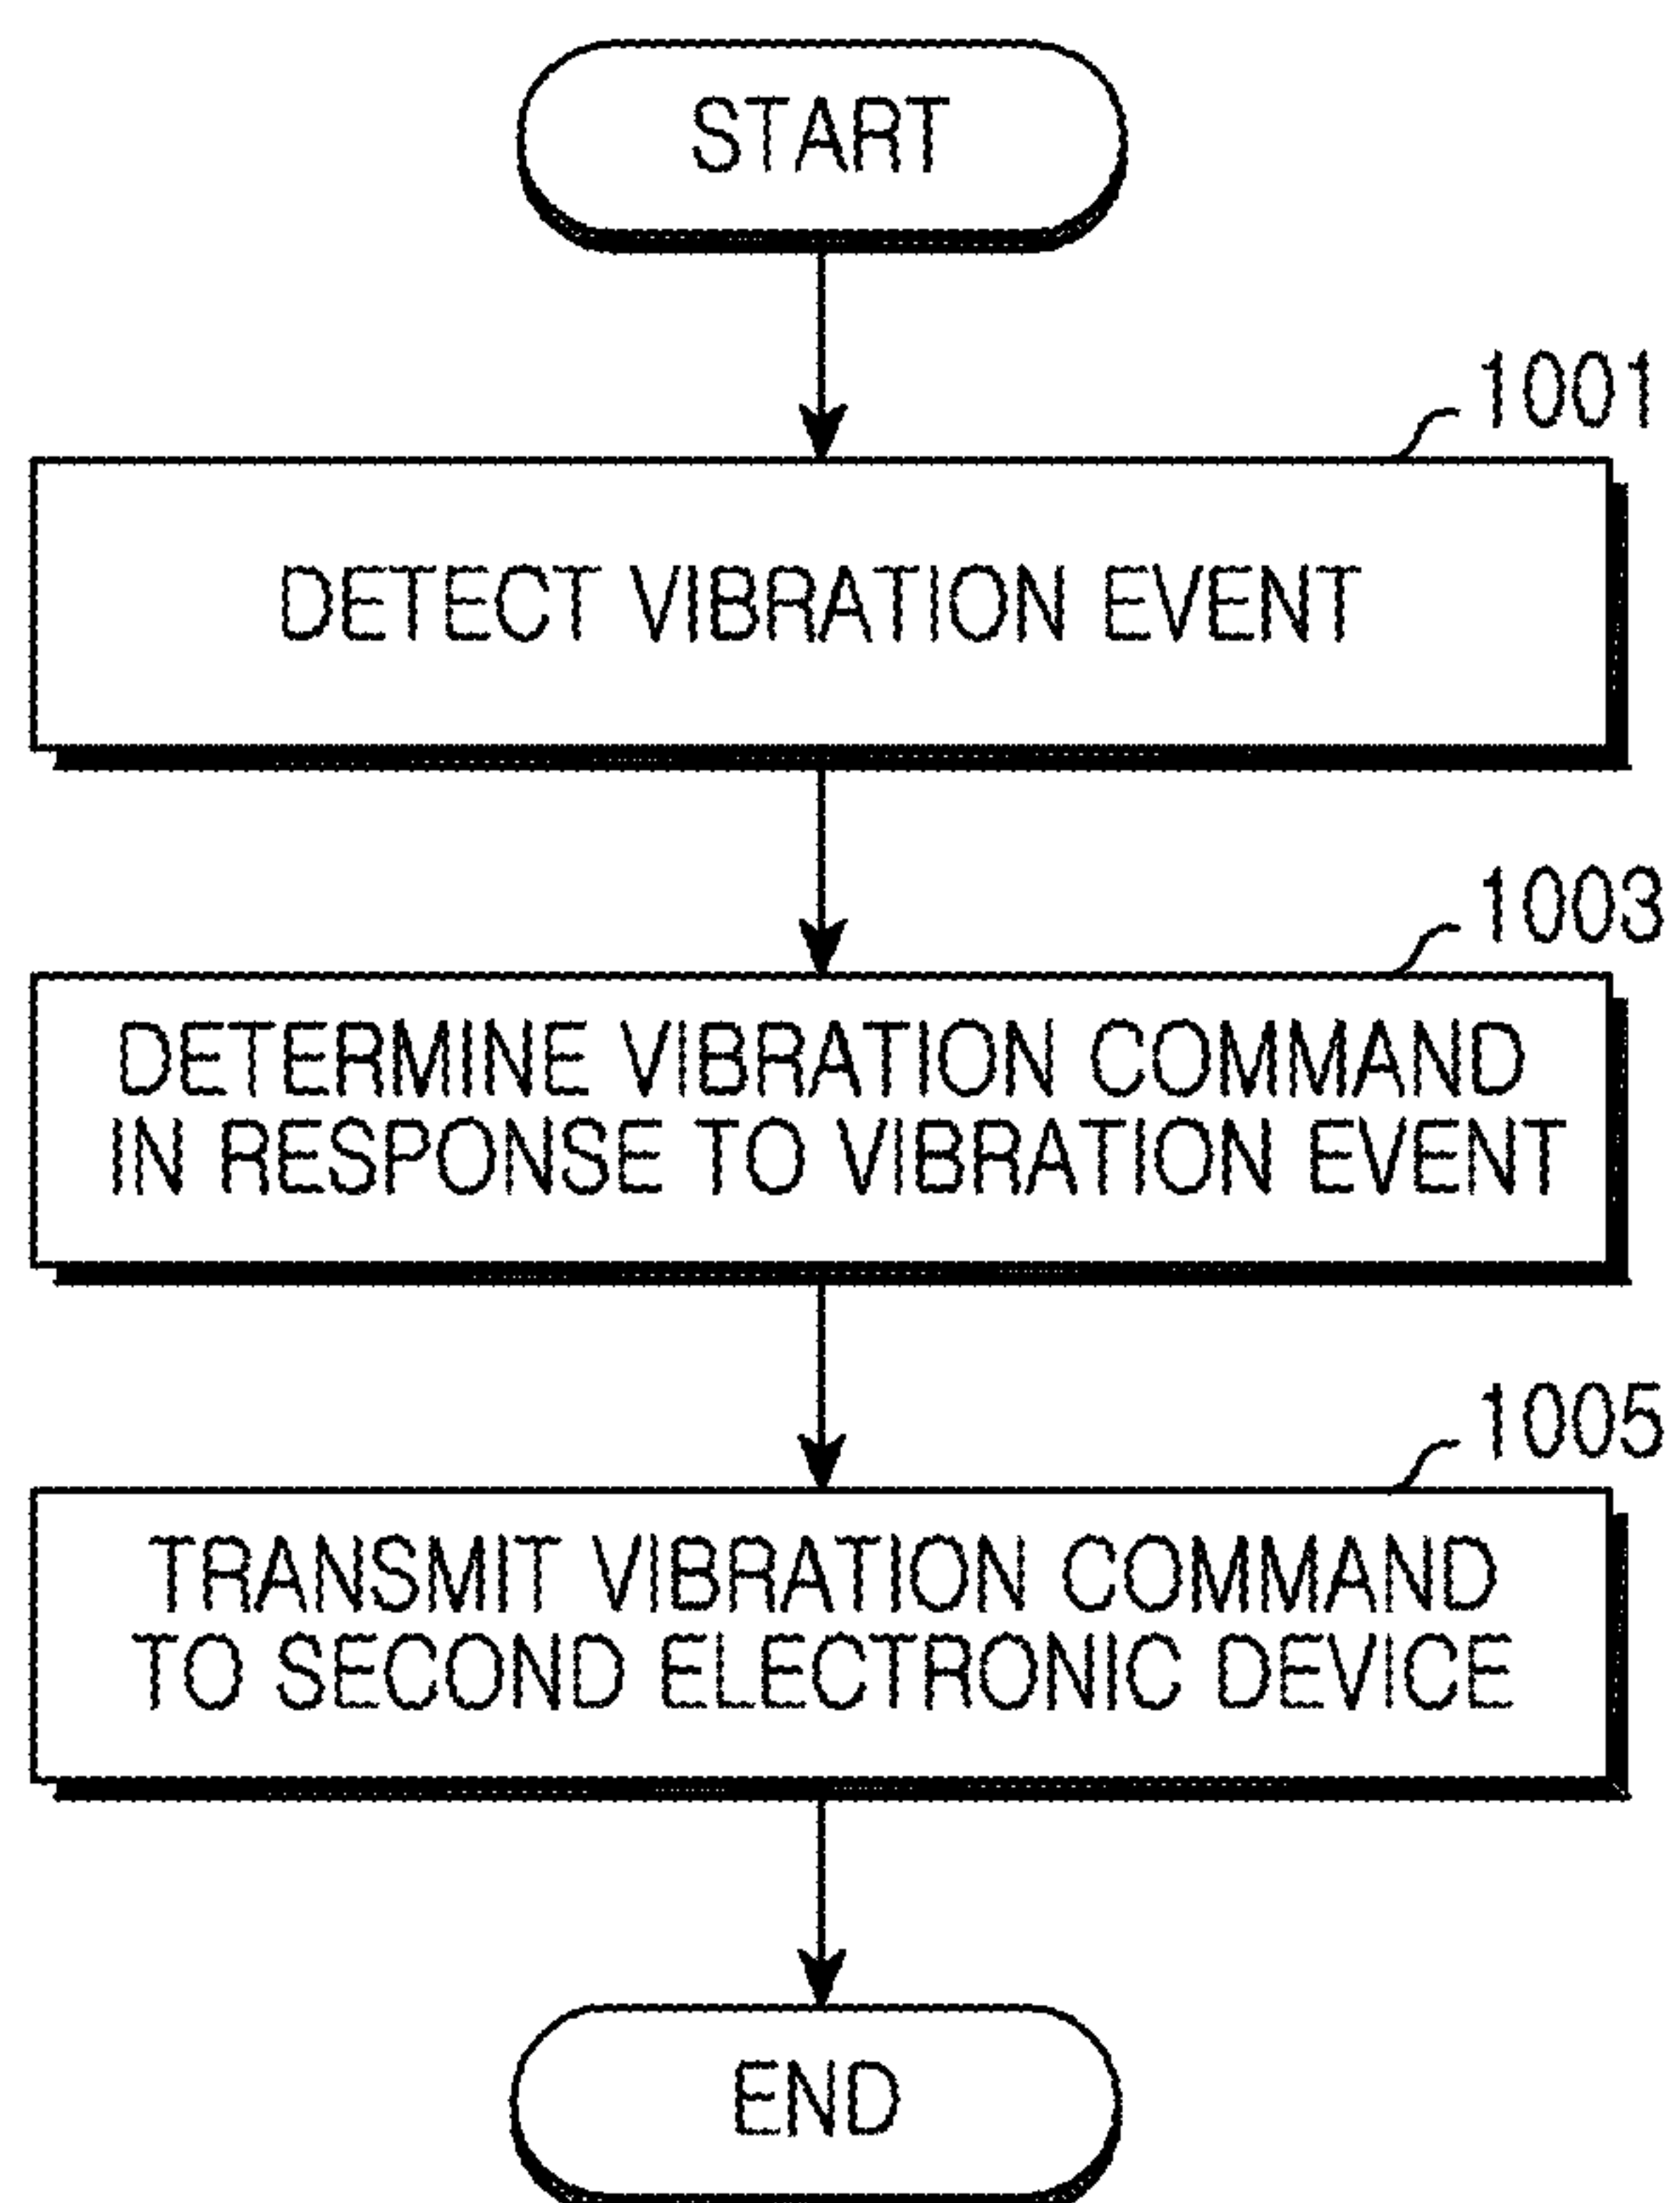 START
1001
DETECT VIBRATION EVENT
1003
DETERMINE VIBRATION COMMAND
IN RESPONSE TO VIBRATION EVENT
1005
TRANSMIT VIBRATION COMMAND
TO SECOND ELECTRONIC DEVICE
END